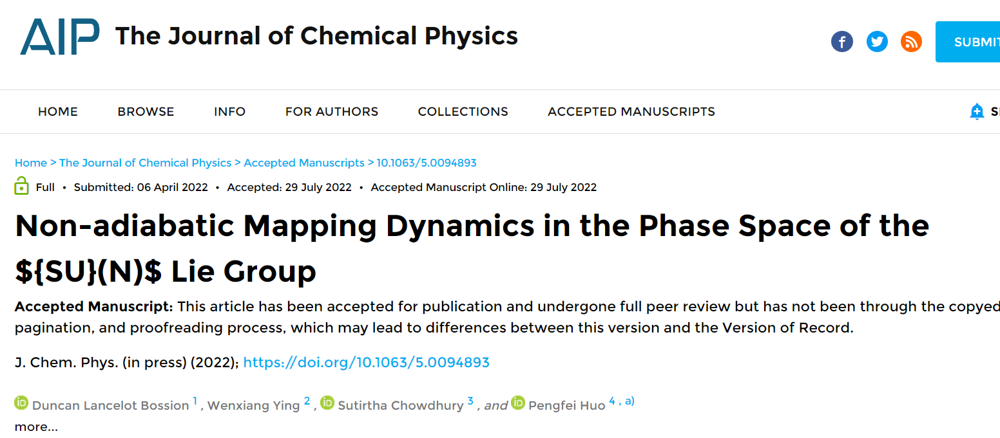 AIP The Journal of Chemical Physics
SUBMIT
HOME BROWSE INFO FOR AUTHORS COLLECTIONS ACCEPTED MANUSCRIPTS
Home > The Journal of Chemical Physics > Accepted Manuscripts > 10.1063/5.0094893
Full • Submitted: 06 April 2022 • Accepted: 29 July 2022 • Accepted Manuscript Online: 29 July 2022
Non-adiabatic Mapping Dynamics in the Phase Space of the
${SU}(N)$ Lie Group
Accepted Manuscript: This article has been accepted for publication and undergone full peer review but has not been through the copyed
pagination, and proofreading process, which may lead to differences between this version and the Version of Record.
J. Chem. Phys. (in press) (2022); https://doi.org/10.1063/5.0094893
iD Duncan Lancelot Bossion 1 , Wenxiang Ying 2 , iD Sutirtha Chowdhury 3 , and iD Pengfei Huo 4 , a)
more...